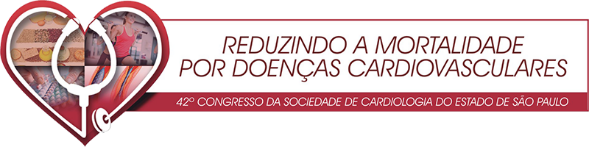 REDUZINDO A MORTALIDADE
POR DOENÇAS CARDIOVASCULARES
42º CONGRESSO DA SOCIEDADE DE CARDIOLOGIA DO ESTADO DE SÃO PAULO